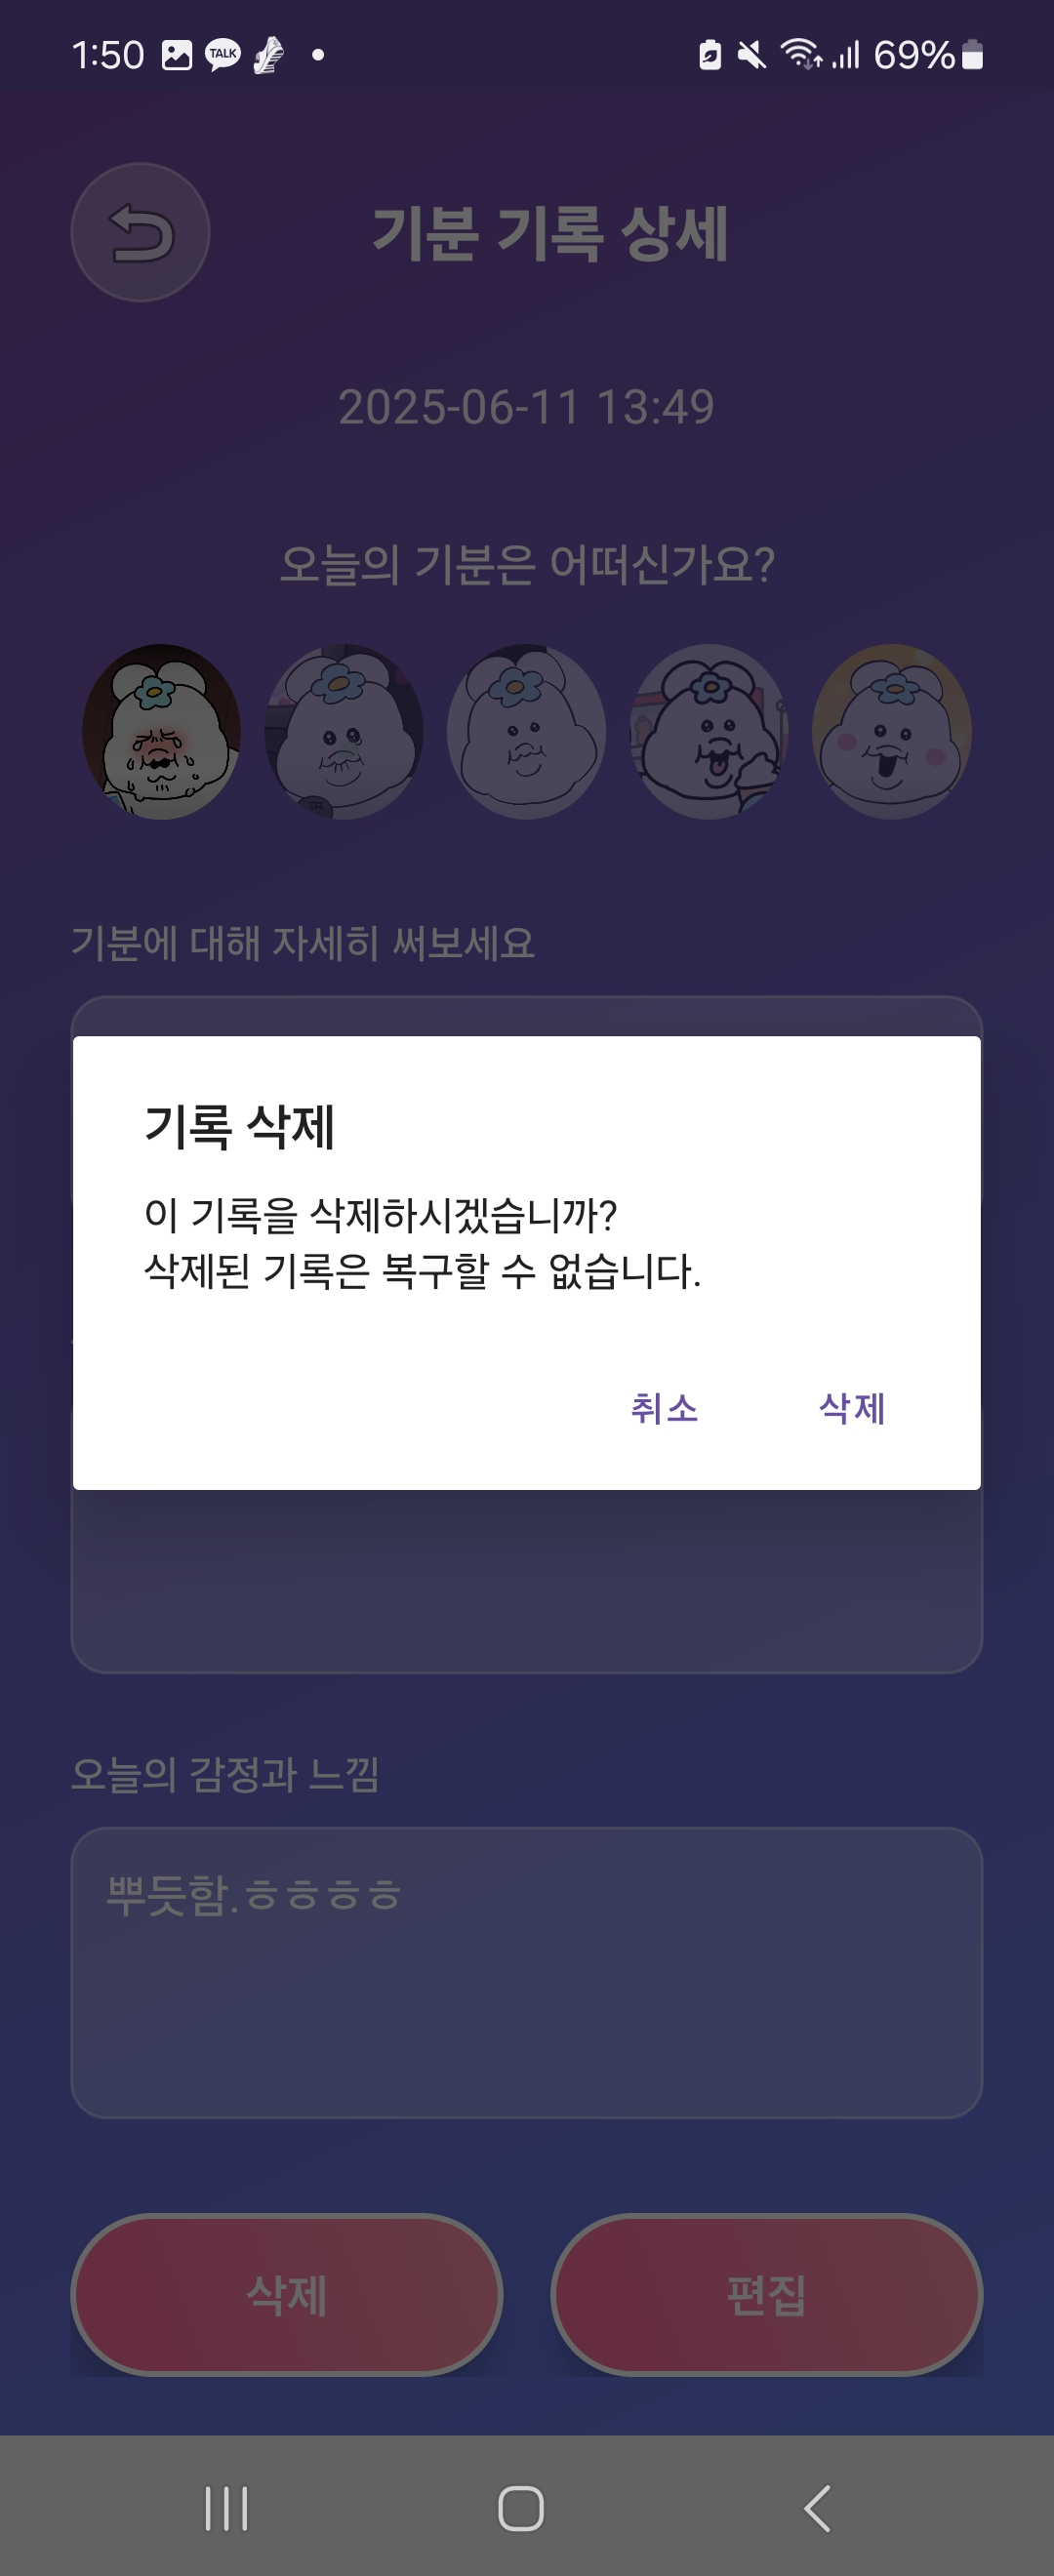 1:50 TALK 69%
기분 기록 상세
2025-06-11 13:49
오늘의 기분은 어떠신가요?
기분에 대해 자세히 써보세요
기록 삭제
이 기록을 삭제하시겠습니까?
삭제된 기록은 복구할 수 없습니다.
취소 삭제
오늘의 감정과 느낌
뿌듯함.ㅎㅎㅎㅎ
삭제 편집